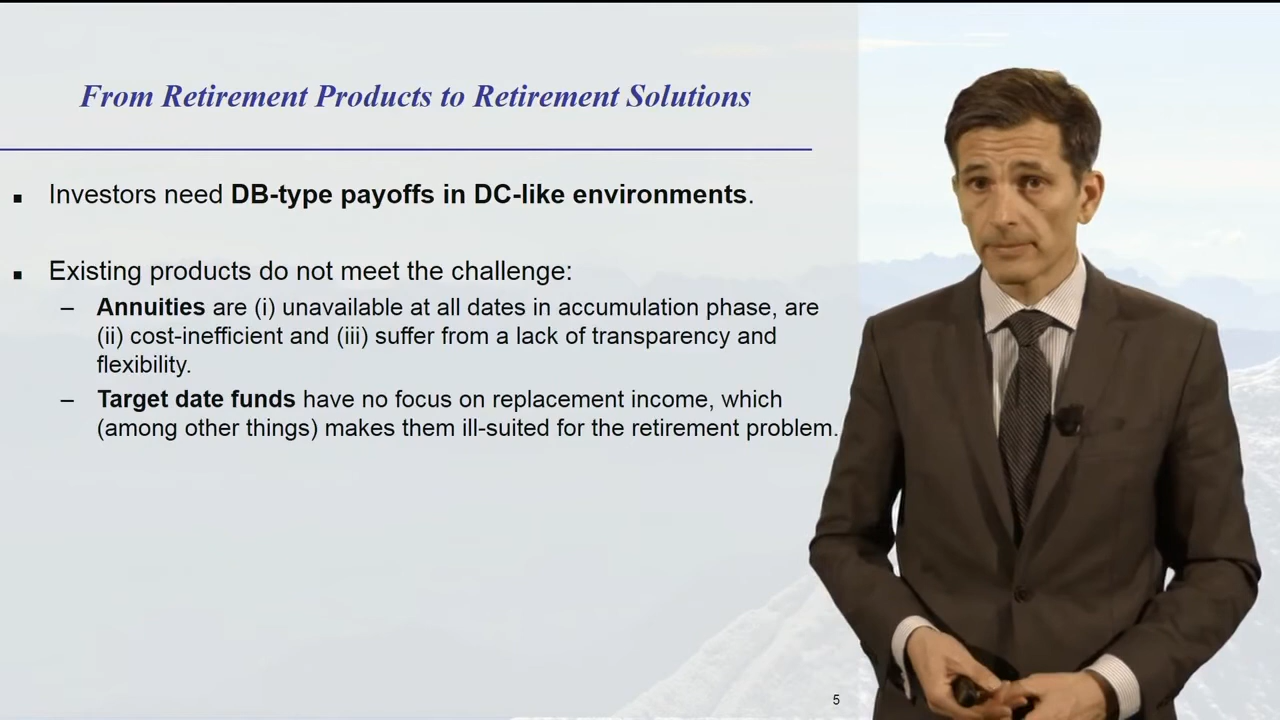 From Retirement Products to Retirement Solutions
▪ Investors need DB-type payoffs in DC-like environments.
▪ Existing products do not meet the challenge:
– Annuities are (i) unavailable at all dates in accumulation phase, are
(ii) cost-inefficient and (iii) suffer from a lack of transparency and
flexibility.
– Target date funds have no focus on replacement income, which
(among other things) makes them ill-suited for the retirement problem.
5